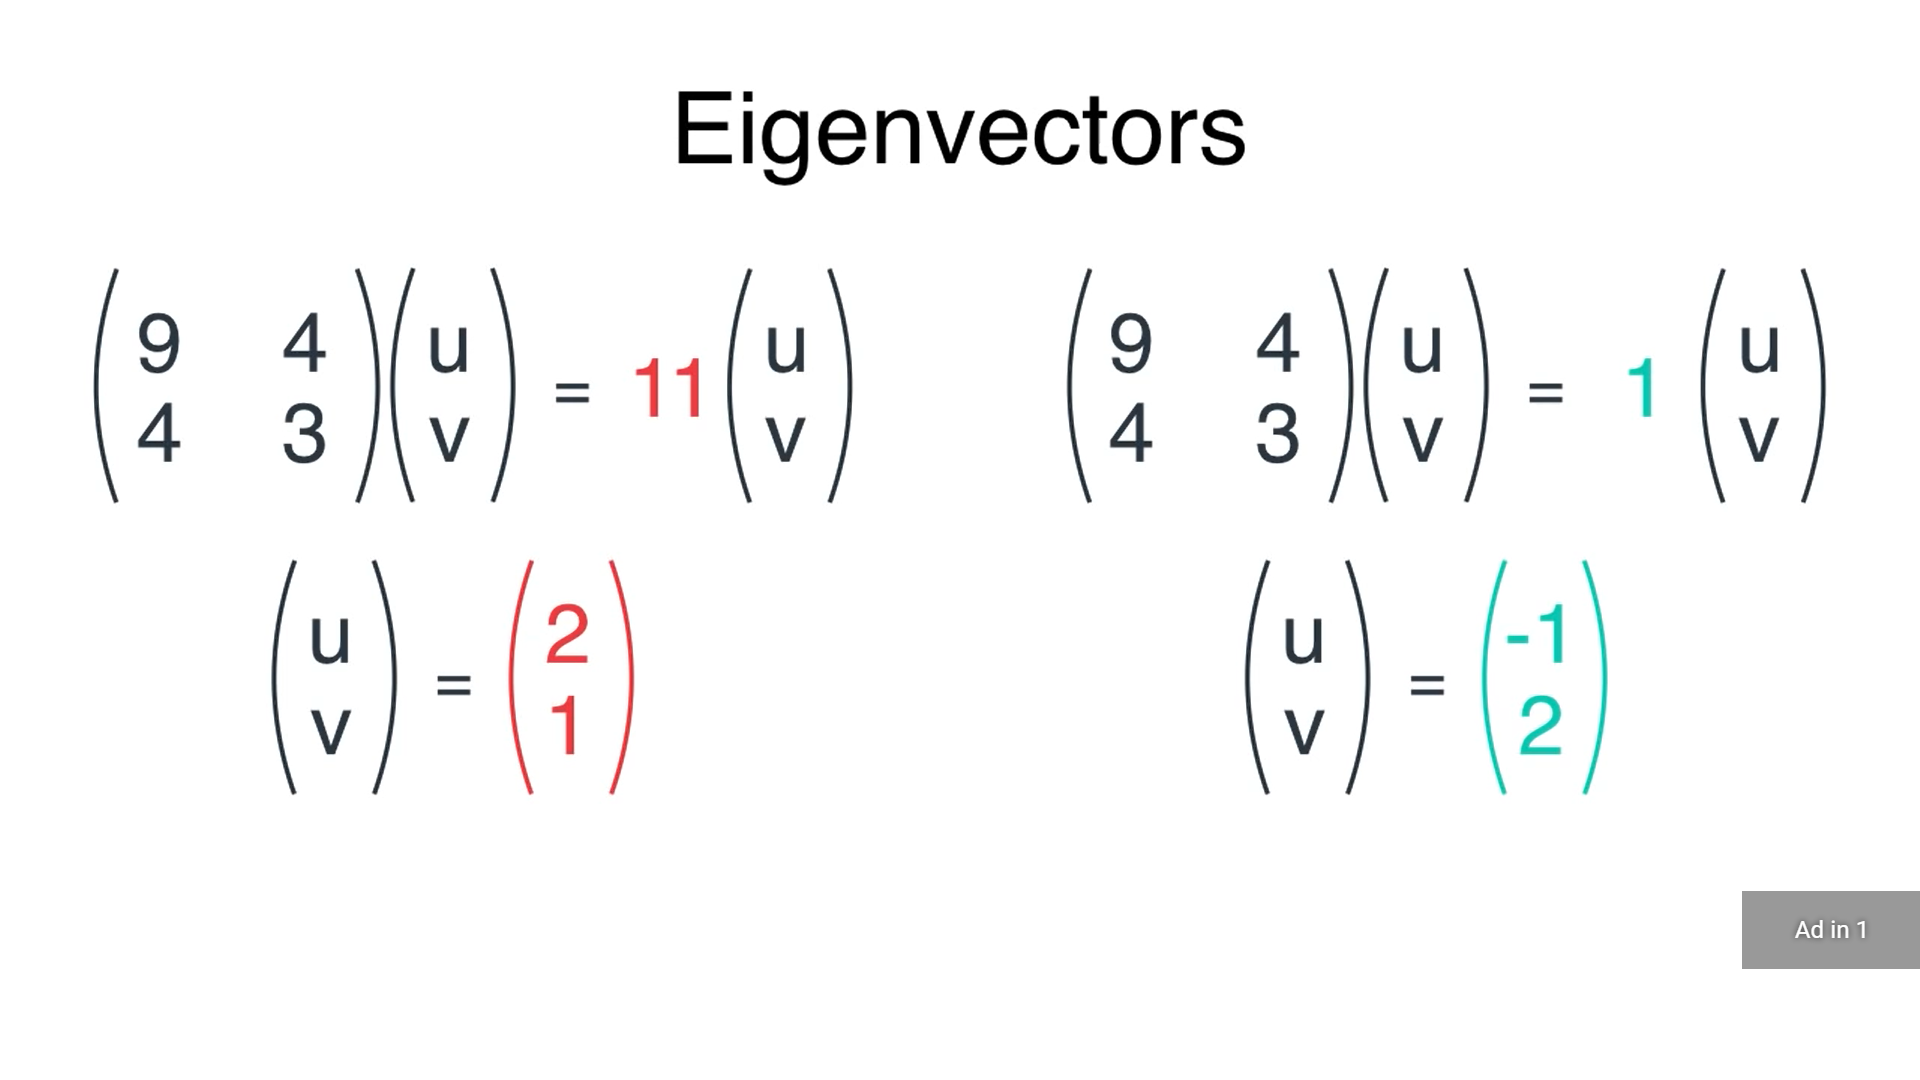 Eigenvectors
( 9 4 ) ( u ) = 11 ( u )
( 4 3 ) ( v ) ( v )
( 9 4 ) ( u ) = 1 ( u )
( 4 3 ) ( v ) ( v )
( u ) = ( 2 )
( v ) ( 1 )
( u ) = ( -1 )
( v ) ( 2 )
Ad in 1